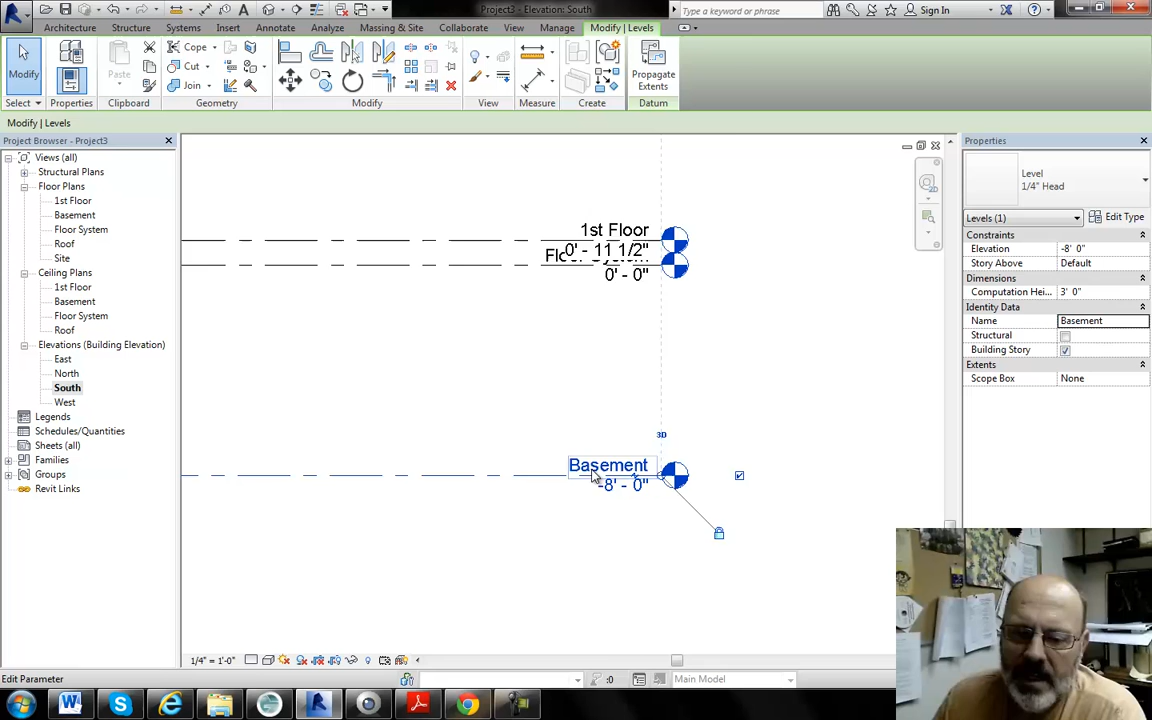 Project3 - Elevation: South
Type a keyword or phrase
Sign In
Architecture Structure Systems Insert Annotate Analyze Massing & Site Collaborate View Manage Modify | Levels
Modify
Paste
Cope
Cut
Join
Propagate
Extents
Select Properties Clipboard Geometry Modify View Measure Create Datum
Modify | Levels
Project Browser - Project3
Views (all)
Structural Plans
Floor Plans
1st Floor
Basement
Floor System
Roof
Site
Ceiling Plans
1st Floor
Basement
Floor System
Roof
Elevations (Building Elevation)
East
North
South
West
Legends
Schedules/Quantities
Sheets (all)
Families
Groups
Revit Links
1st Floor
0' - 11 1/2"
0' - 0"
3D
Basement
-8' - 0"
Properties
Level
1/4" Head
Levels (1)
Edit Type
Constraints
Elevation -8' 0"
Story Above Default
Dimensions
Computation Hei... 3' 0"
Identity Data
Name Basement
Structural
Building Story
Extents
Scope Box None
1/4" = 1'-0"
Edit Parameter
:0
Main Model